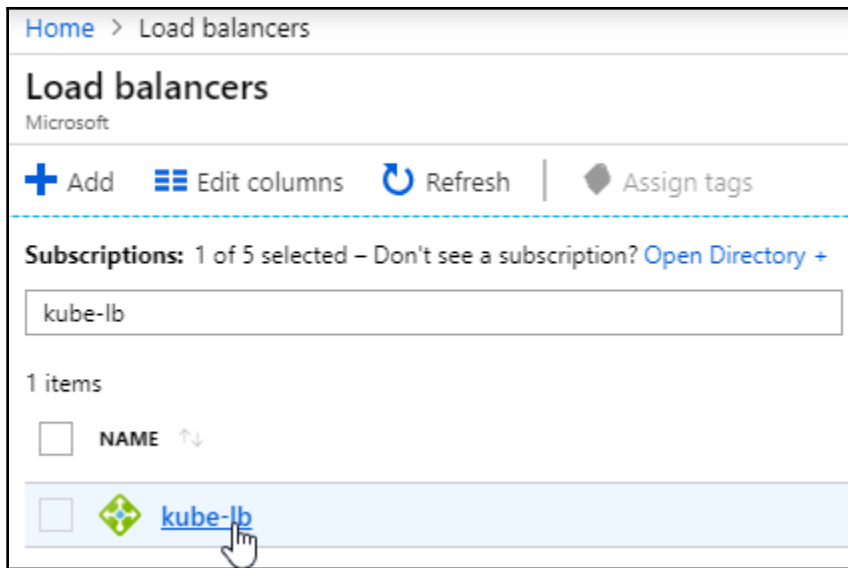 Home > Load balancers
Load balancers
Microsoft
Add Edit columns Refresh Assign tags
Subscriptions: 1 of 5 selected – Don't see a subscription? Open Directory +
kube-lb
1 items
NAME ↑↓
kube-lb